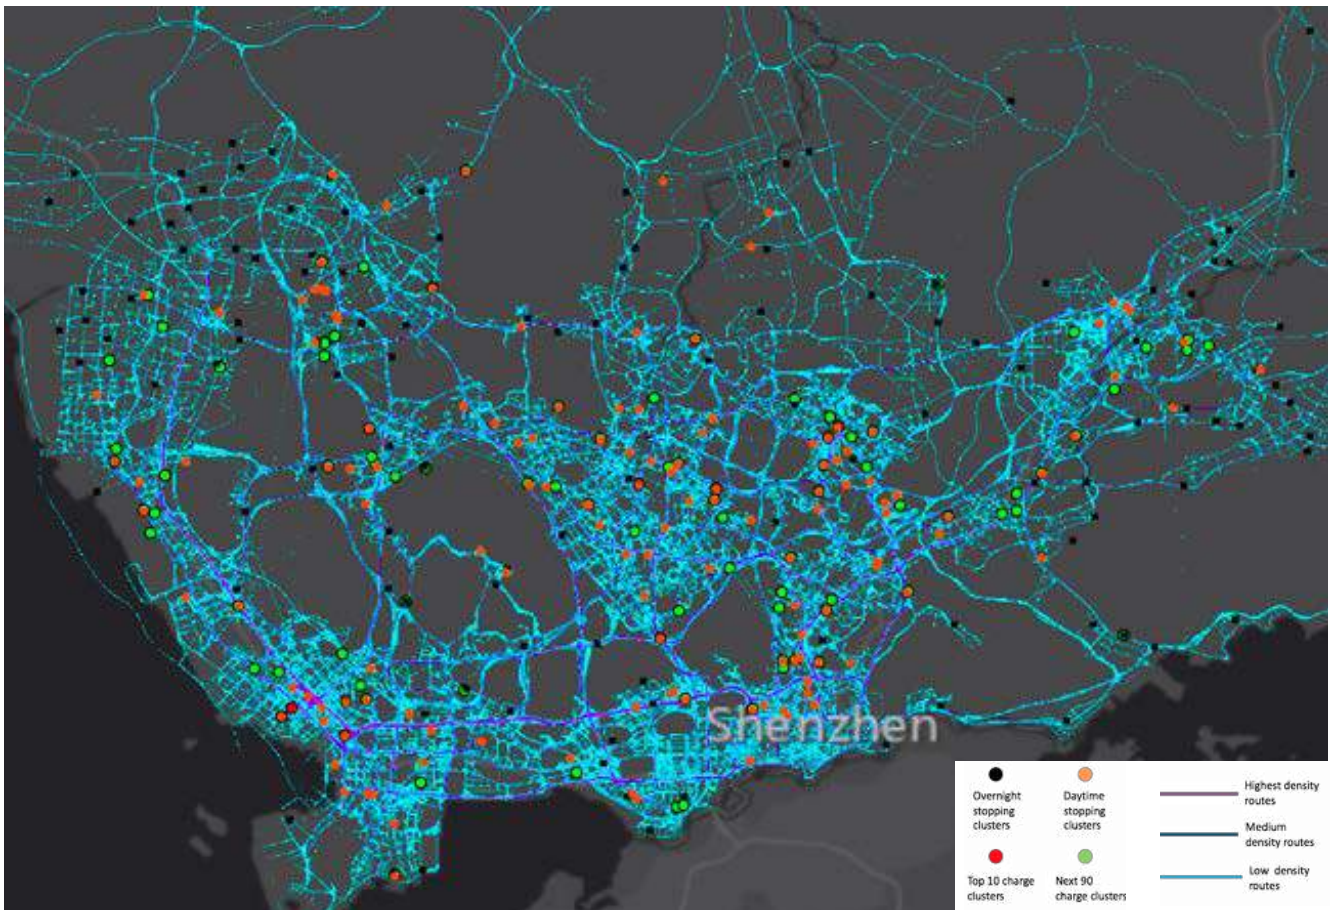 Shenzhen
Overnight
stopping
clusters
Daytime
stopping
clusters
Top 10 charge
clusters
Next 90
charge clusters
Highest density
routes
Medium
density routes
Low density
routes